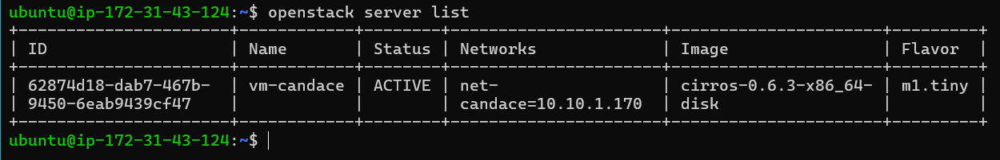 ubuntu@ip-172-31-43-124:~$ openstack server list
+----------------------+------------+--------+----------------------+----------------------+---------+
| ID                   | Name       | Status | Networks             | Image                | Flavor  |
+----------------------+------------+--------+----------------------+----------------------+---------+
| 62874d18-dab7-467b-  | vm-candace | ACTIVE | net-                 | cirros-0.6.3-x86_64- | m1.tiny |
| 9450-6eab9439cf47    |            |        | candace=10.10.1.170  | disk                 |         |
+----------------------+------------+--------+----------------------+----------------------+---------+
ubuntu@ip-172-31-43-124:~$